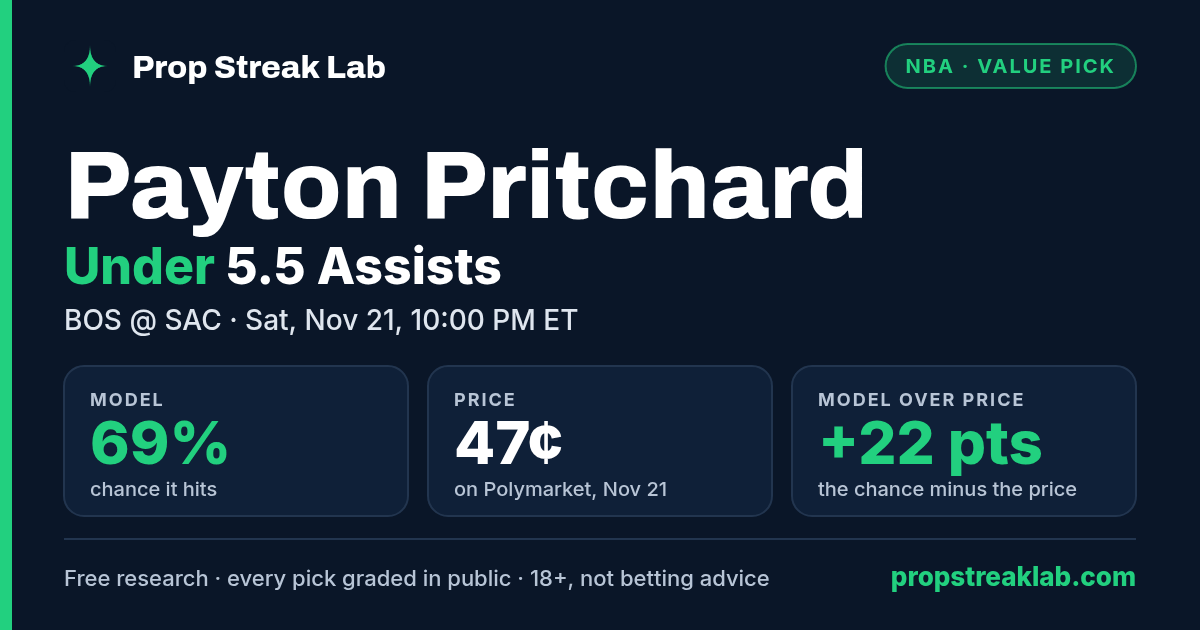 Prop Streak Lab
NBA · VALUE PICK
Payton Pritchard
Under 5.5 Assists
BOS @ SAC · Sat, Nov 21, 10:00 PM ET
MODEL
69%
chance it hits
PRICE
47¢
on Polymarket, Nov 21
MODEL OVER PRICE
+22 pts
the chance minus the price
Free research · every pick graded in public · 18+, not betting advice
propstreaklab.com